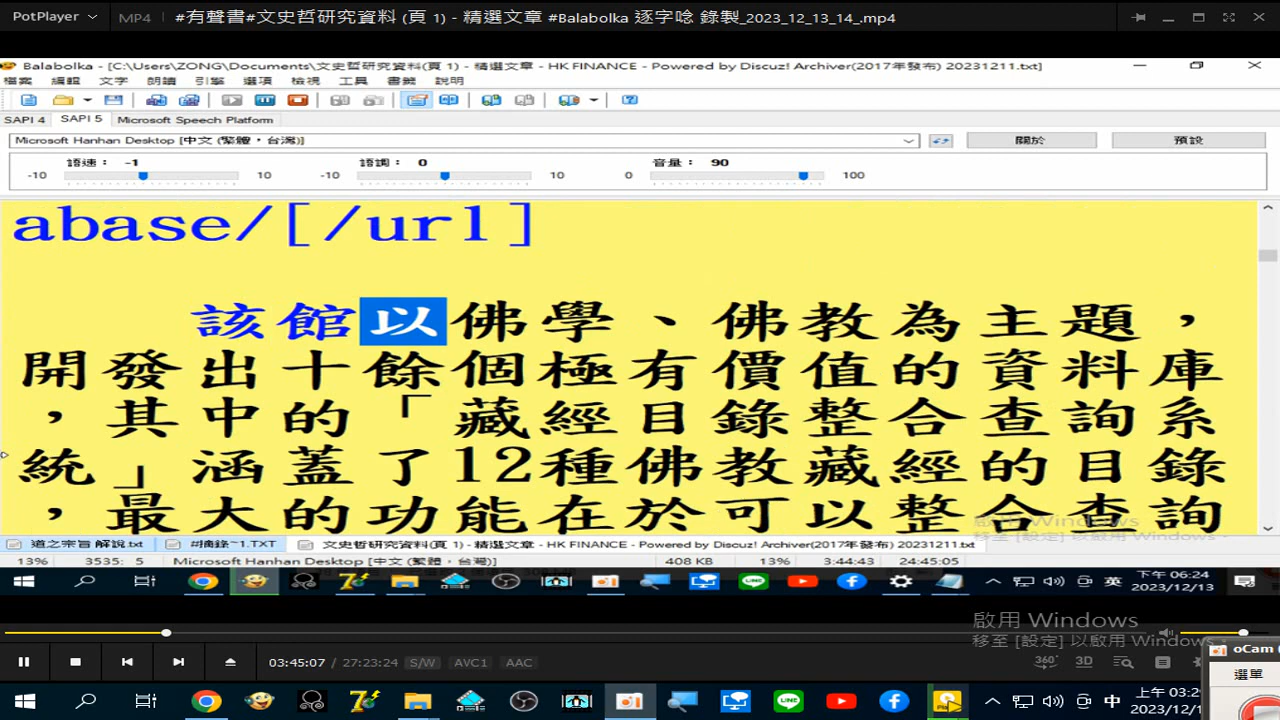 PotPlayer MP4 #有聲書#文史哲研究資料 (頁 1) - 精選文章 #Balabolka 逐字唸 錄製_2023_12_13_14_.mp4
Balabolka - [C:\Users\ZONG\Documents\文史哲研究資料(頁 1) - 精選文章 - HK FINANCE - Powered by Discuz! Archiver(2017年發布) 20231211.txt]
檔案 編輯 文字 朗讀 引擎 選項 檢視 工具 書籤 說明
SAPI 4 SAPI 5 Microsoft Speech Platform
Microsoft Hanhan Desktop [中文 (繁體，台灣)] 關於 預設
語速： -1 語調： 0 音量： 90
-10 10 -10 10 0 100
abase/[/url]
該館以佛學、佛教為主題，
開發出十餘個極有價值的資料庫
，其中的「藏經目錄整合查詢系
統」涵蓋了12種佛教藏經的目錄
，最大的功能在於可以整合查詢
啟用 Windows
移至 [設定] 以啟用 Windows。
道之宗旨 解說.txt #摘錄~1.TXT 文史哲研究資料(頁 1) - 精選文章 - HK FINANCE - Powered by Discuz! Archiver(2017年發布) 20231211.txt
13% 3535: 5 Microsoft Hanhan Desktop [中文 (繁體，台灣)] 408 KB 13% 3:44:43 24:45:05
英 下午 06:24
2023/12/13
啟用 Windows
移至 [設定] 以啟用 Windows。
oCam
03:45:07 / 27:23:24 S/W AVC1 AAC 360° 3D
選單
中 上午 03:2
2023/12/1